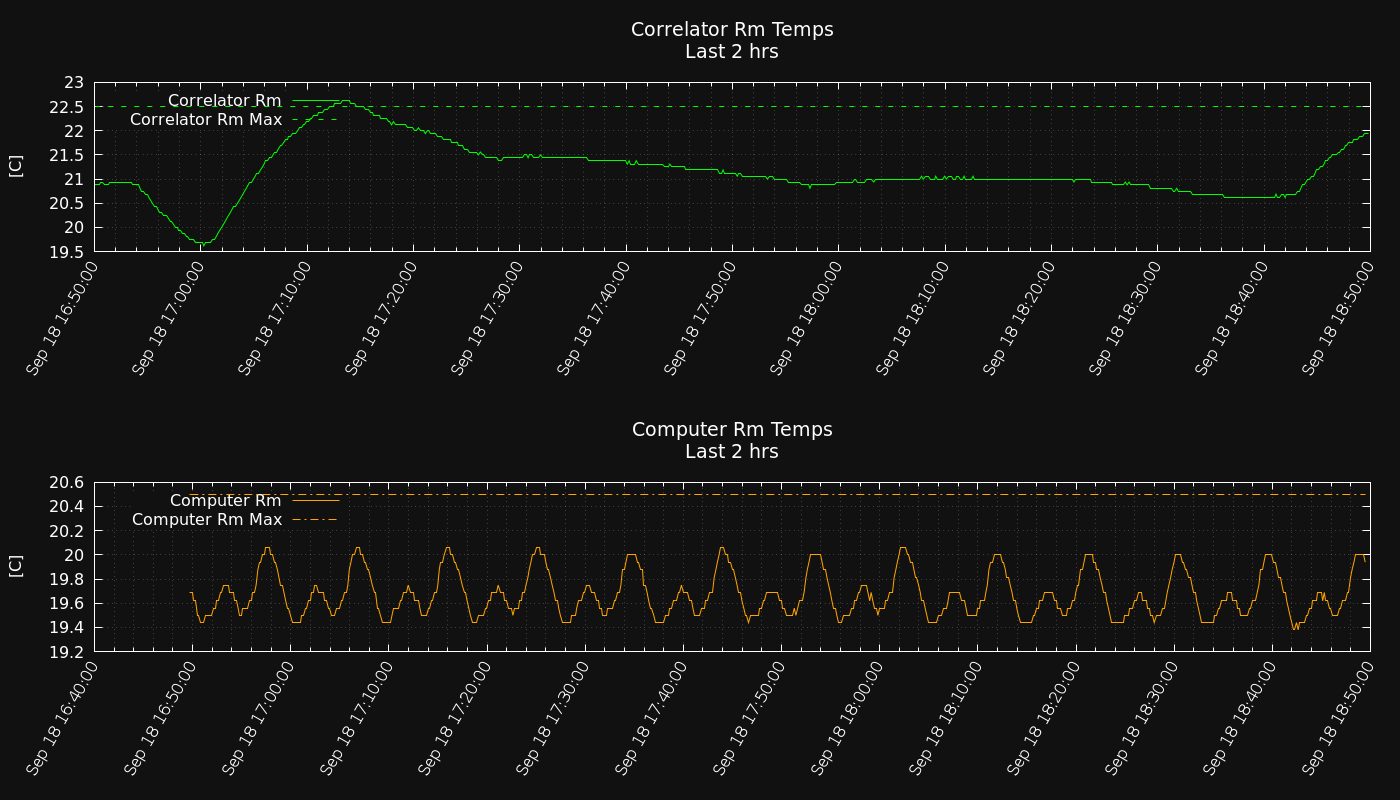 Correlator Rm Temps
Last 2 hrs
23
22.5
22
21.5
21
20.5
20
19.5
[C]
Correlator Rm
Correlator Rm Max
Sep 18 16:50:00
Sep 18 17:00:00
Sep 18 17:10:00
Sep 18 17:20:00
Sep 18 17:30:00
Sep 18 17:40:00
Sep 18 17:50:00
Sep 18 18:00:00
Sep 18 18:10:00
Sep 18 18:20:00
Sep 18 18:30:00
Sep 18 18:40:00
Sep 18 18:50:00
Computer Rm Temps
Last 2 hrs
20.6
20.4
20.2
20
19.8
19.6
19.4
19.2
[C]
Computer Rm
Computer Rm Max
Sep 18 16:40:00
Sep 18 16:50:00
Sep 18 17:00:00
Sep 18 17:10:00
Sep 18 17:20:00
Sep 18 17:30:00
Sep 18 17:40:00
Sep 18 17:50:00
Sep 18 18:00:00
Sep 18 18:10:00
Sep 18 18:20:00
Sep 18 18:30:00
Sep 18 18:40:00
Sep 18 18:50:00